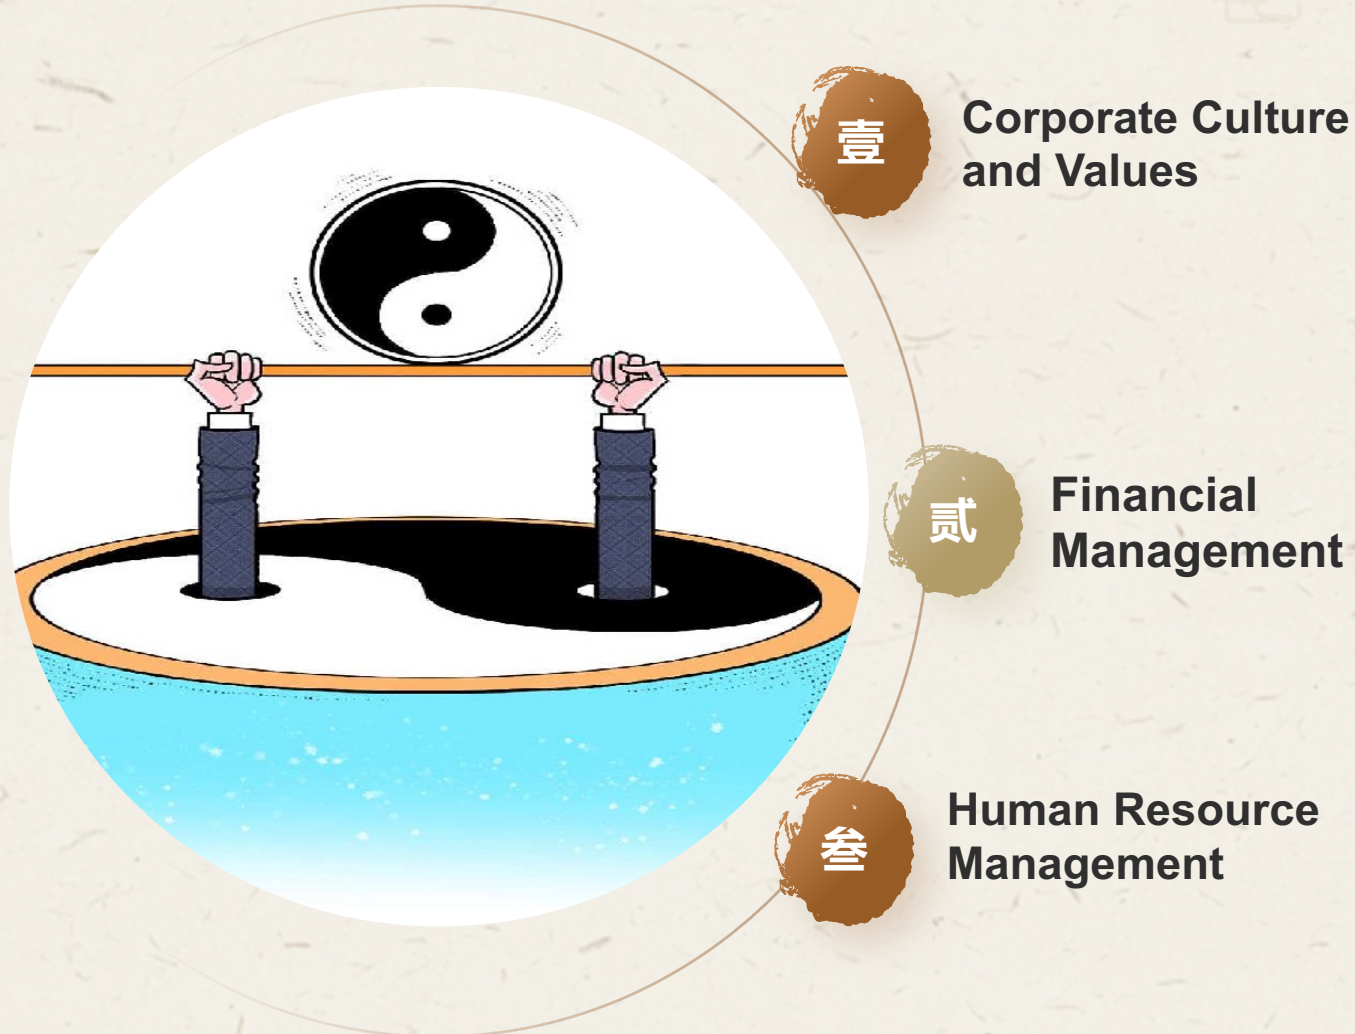 壹
Corporate Culture
and Values
贰
Financial
Management
叁
Human Resource
Management